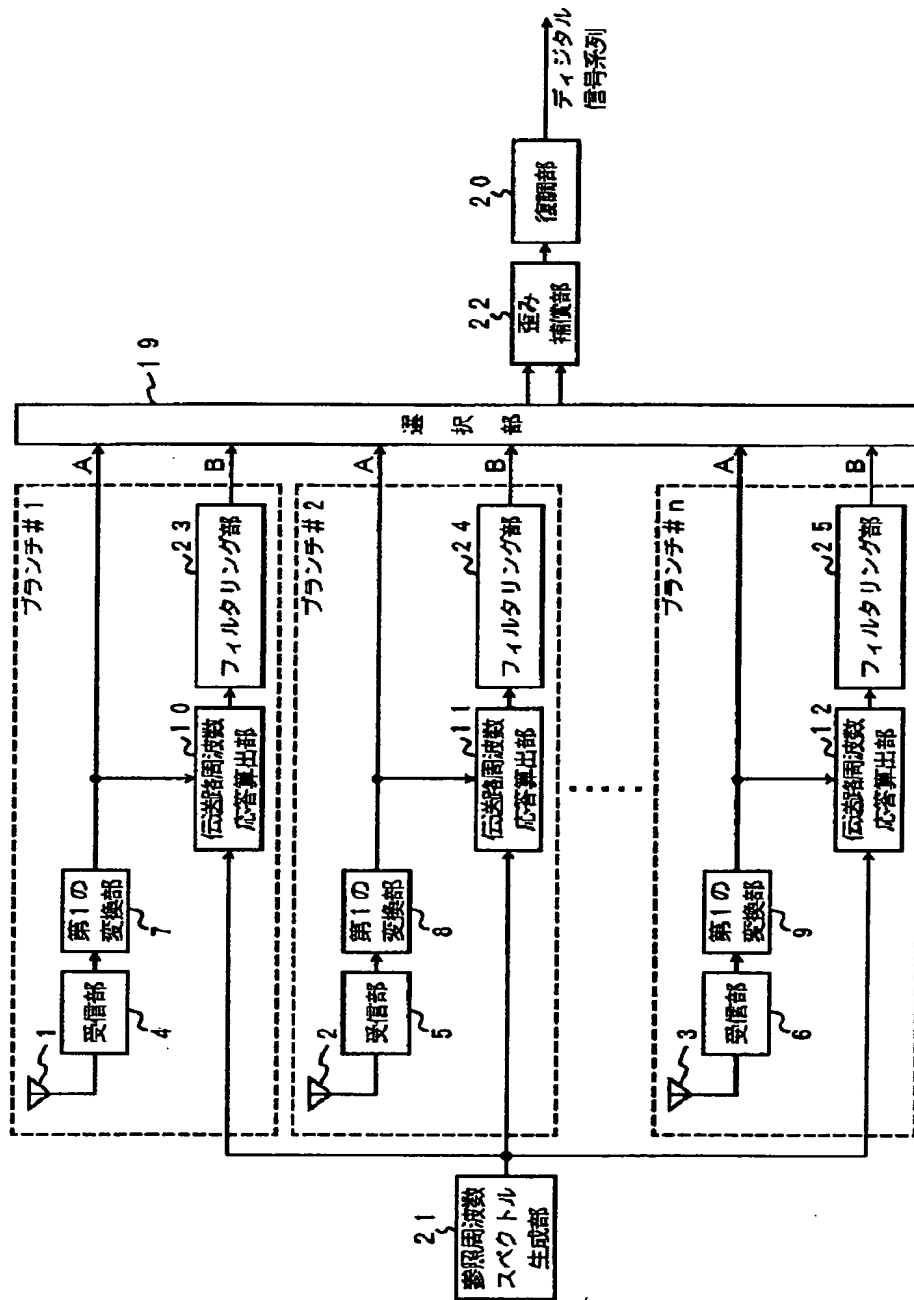 21
参照周波数
スペクトル
生成部
ブランチ#1
1
受信部
4
第1の
変換部
7
10
伝送路周波数
応答算出部
23
フィルタリング部
A
B
ブランチ#2
2
受信部
5
第1の
変換部
8
11
伝送路周波数
応答算出部
24
フィルタリング部
A
B
ブランチ#n
3
受信部
6
第1の
変換部
9
12
伝送路周波数
応答算出部
25
フィルタリング部
A
B
19
選択部
22
歪み
補償部
20
復調部
ディジタル
信号系列